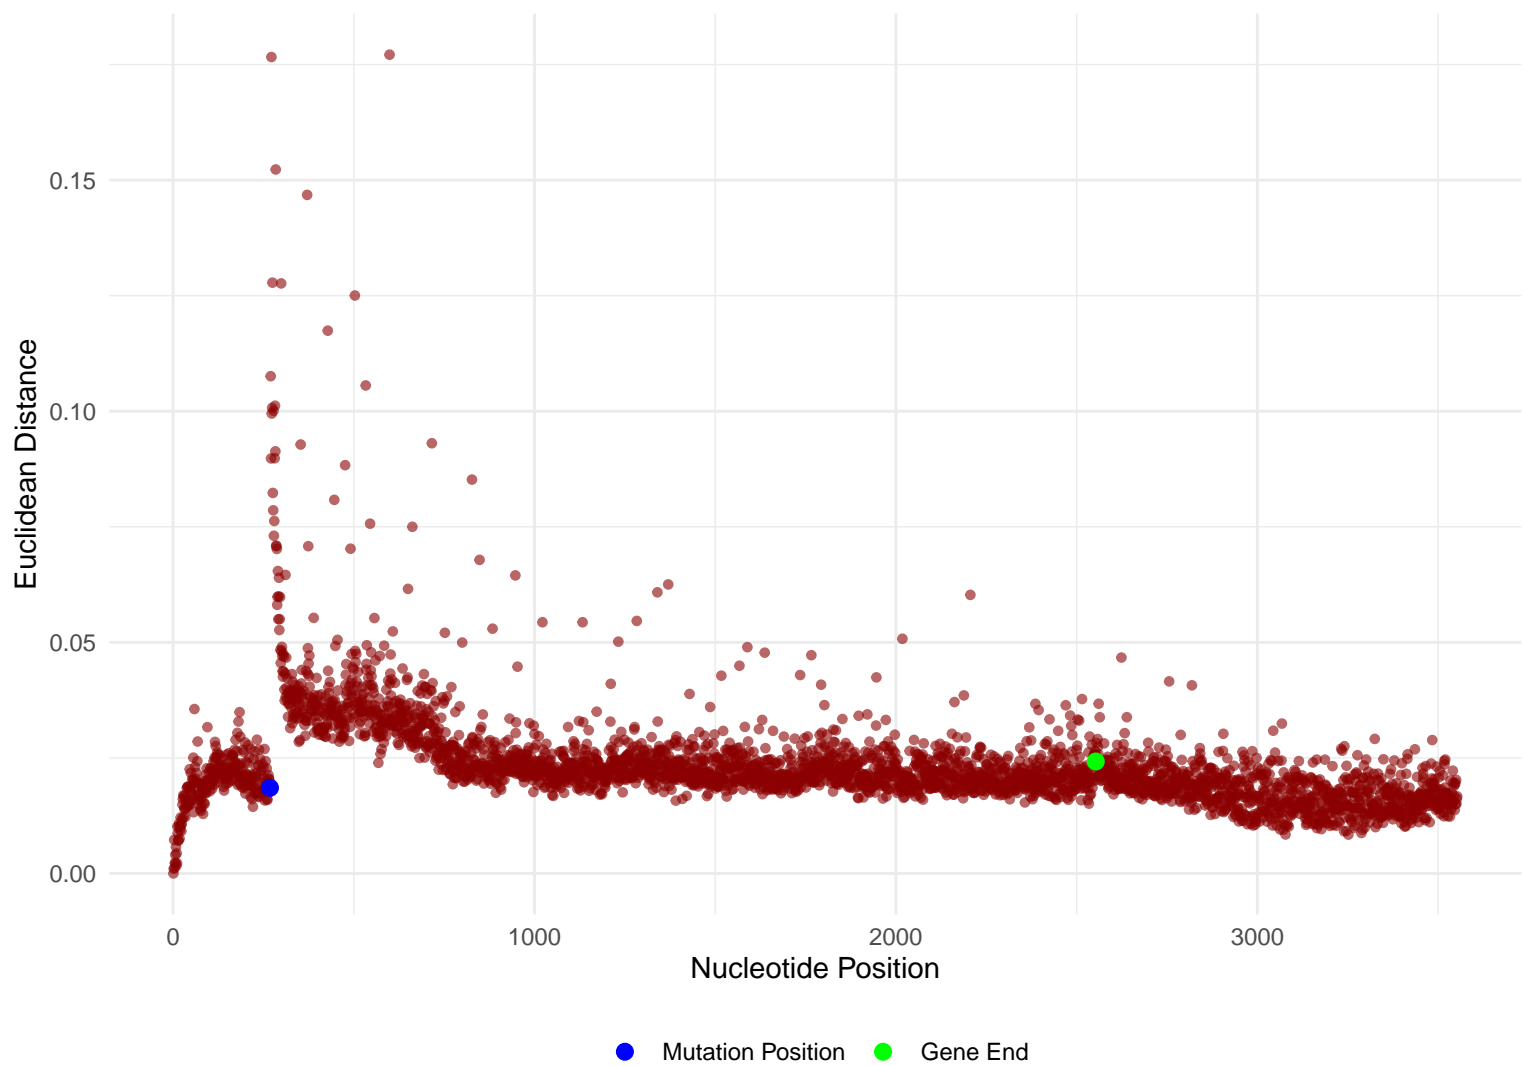 0.15
0.10
0.05
0.00
Euclidean Distance
0 1000 2000 3000
Nucleotide Position
Mutation Position Gene End